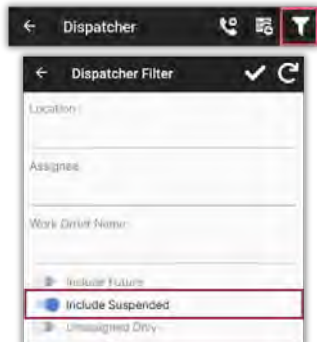 Dispatcher
Dispatcher Filter
Location
Assignee
Work Order Name
Include Future
Include Suspended
Unassigned Only